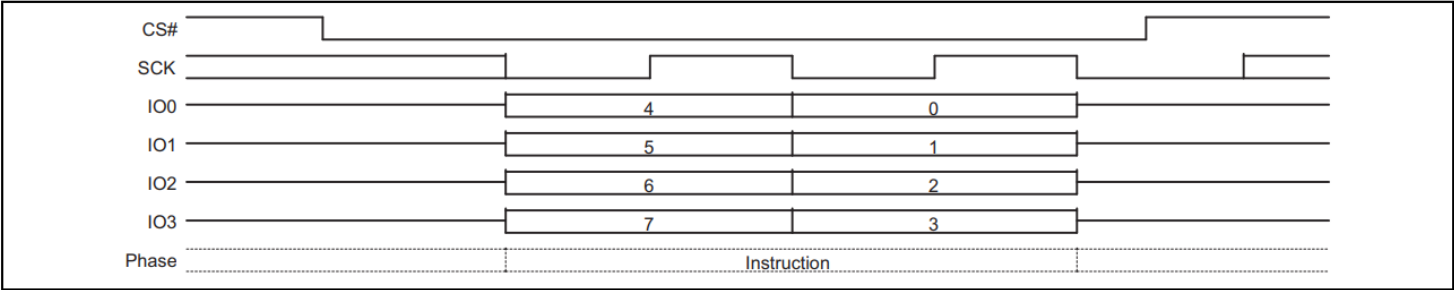 CS#
SCK
IO0 4 0
IO1 5 1
IO2 6 2
IO3 7 3
Phase Instruction